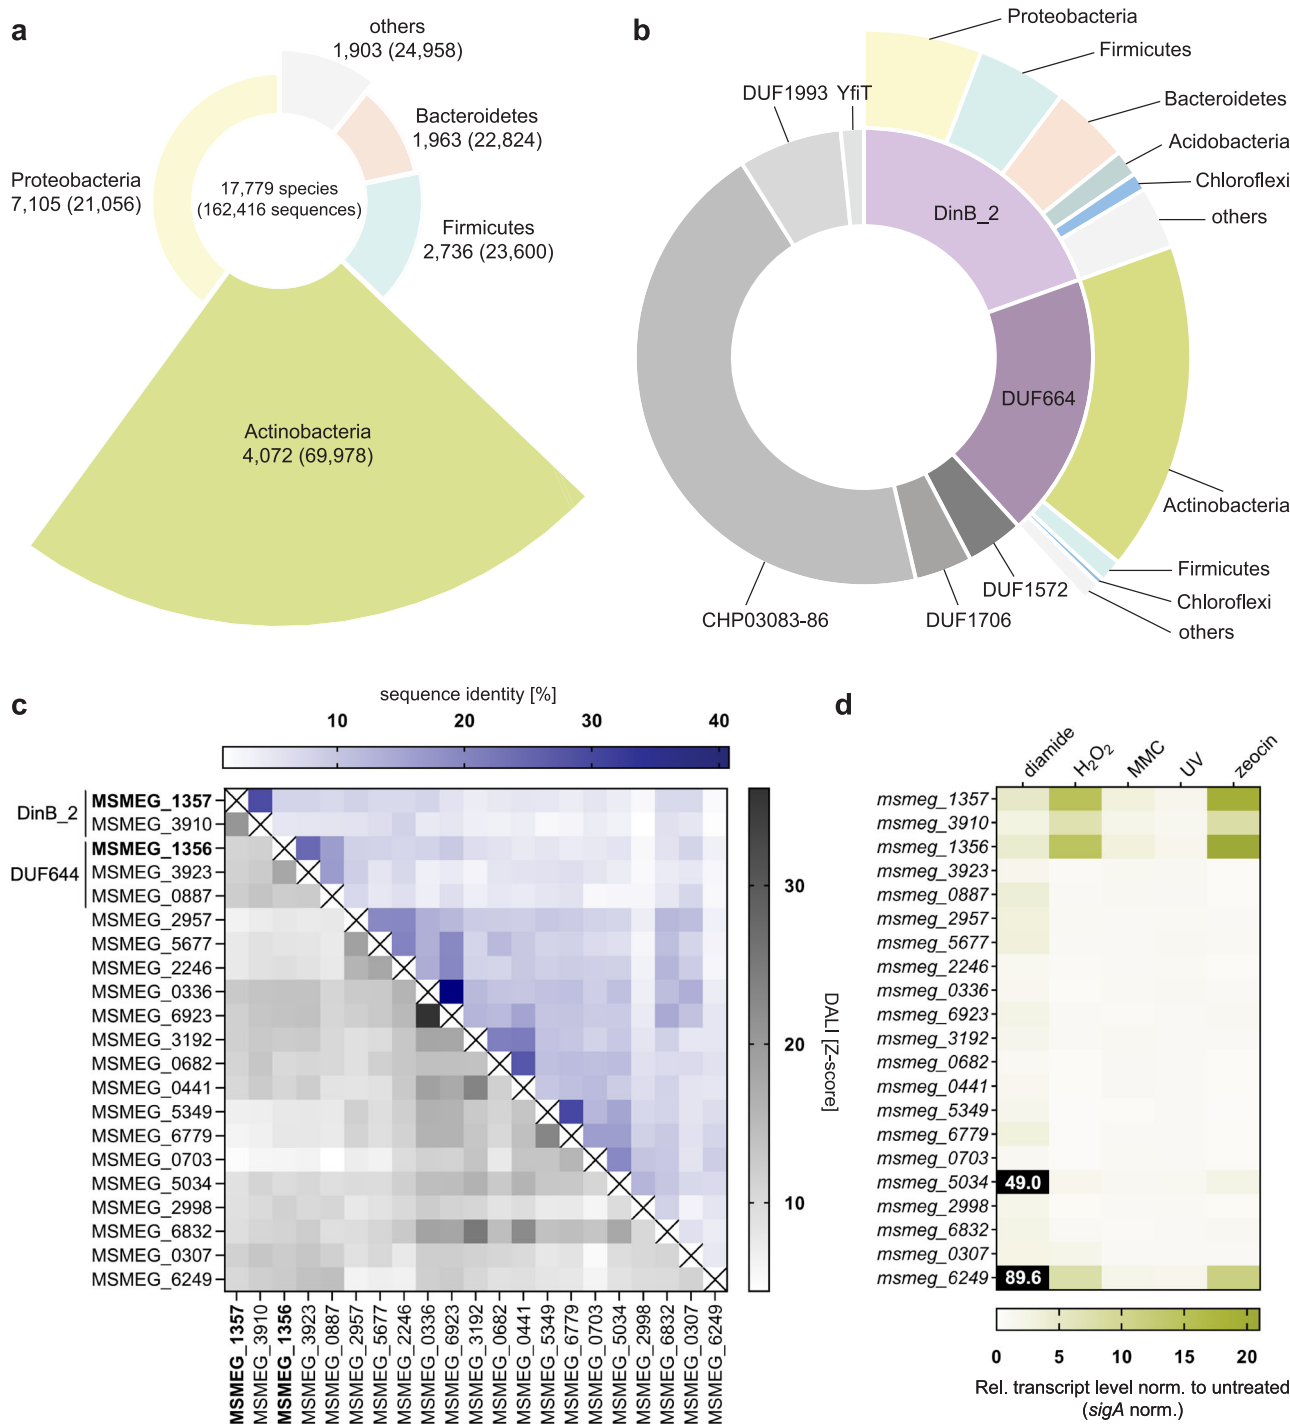 a
others
1,903 (24,958)
Bacteroidetes
1,963 (22,824)
Proteobacteria
7,105 (21,056)
17,779 species
(162,416 sequences)
Firmicutes
2,736 (23,600)
Actinobacteria
4,072 (69,978)
b
Proteobacteria
Firmicutes
Bacteroidetes
Acidobacteria
Chloroflexi
others
DUF1993
YfiT
DinB_2
DUF664
Actinobacteria
Firmicutes
Chloroflexi
others
DUF1572
DUF1706
CHP03083-86
c
sequence identity [%]
10 20 30 40
DinB_2
DUF644
MSMEG_1357
MSMEG_3910
MSMEG_1356
MSMEG_3923
MSMEG_0887
MSMEG_2957
MSMEG_5677
MSMEG_2246
MSMEG_0336
MSMEG_6923
MSMEG_3192
MSMEG_0682
MSMEG_0441
MSMEG_5349
MSMEG_6779
MSMEG_0703
MSMEG_5034
MSMEG_2998
MSMEG_6832
MSMEG_0307
MSMEG_6249
MSMEG_1357
MSMEG_3910
MSMEG_1356
MSMEG_3923
MSMEG_0887
MSMEG_2957
MSMEG_5677
MSMEG_2246
MSMEG_0336
MSMEG_6923
MSMEG_3192
MSMEG_0682
MSMEG_0441
MSMEG_5349
MSMEG_6779
MSMEG_0703
MSMEG_5034
MSMEG_2998
MSMEG_6832
MSMEG_0307
MSMEG_6249
30
20
10
DALI [Z-score]
d
diamide
H2O2
MMC
UV
zeocin
msmeg_1357
msmeg_3910
msmeg_1356
msmeg_3923
msmeg_0887
msmeg_2957
msmeg_5677
msmeg_2246
msmeg_0336
msmeg_6923
msmeg_3192
msmeg_0682
msmeg_0441
msmeg_5349
msmeg_6779
msmeg_0703
msmeg_5034
49.0
msmeg_2998
msmeg_6832
msmeg_0307
msmeg_6249
89.6
0 5 10 15 20
Rel. transcript level norm. to untreated
(sigA norm.)